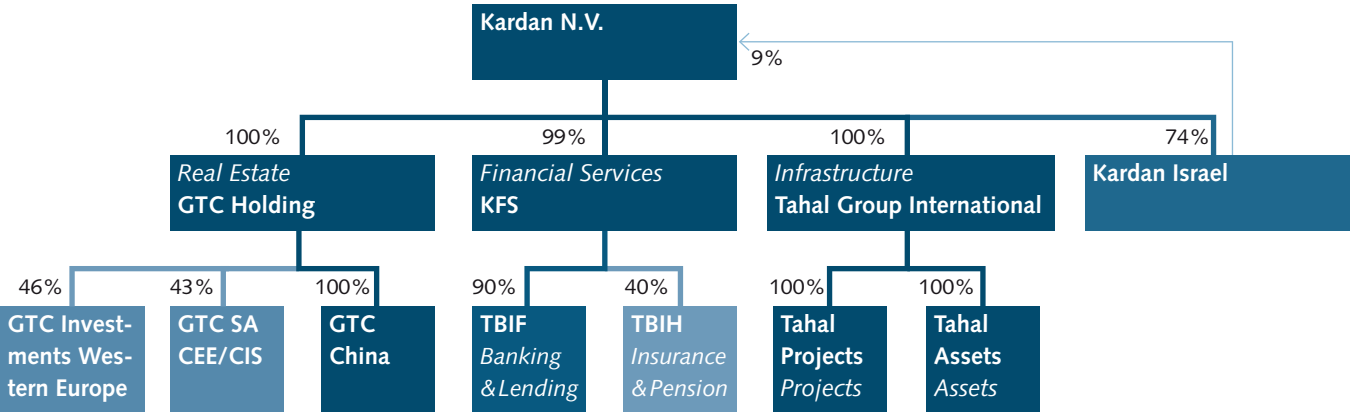 Kardan N.V.
9%
100%
99%
100%
74%
Real Estate
GTC Holding
Financial Services
KFS
Infrastructure
Tahal Group International
Kardan Israel
46%
43%
100%
90%
40%
100%
100%
GTC Invest-
ments Wes-
tern Europe
GTC SA
CEE/CIS
GTC
China
TBIF
Banking
&Lending
TBIH
Insurance
&Pension
Tahal
Projects
Projects
Tahal
Assets
Assets